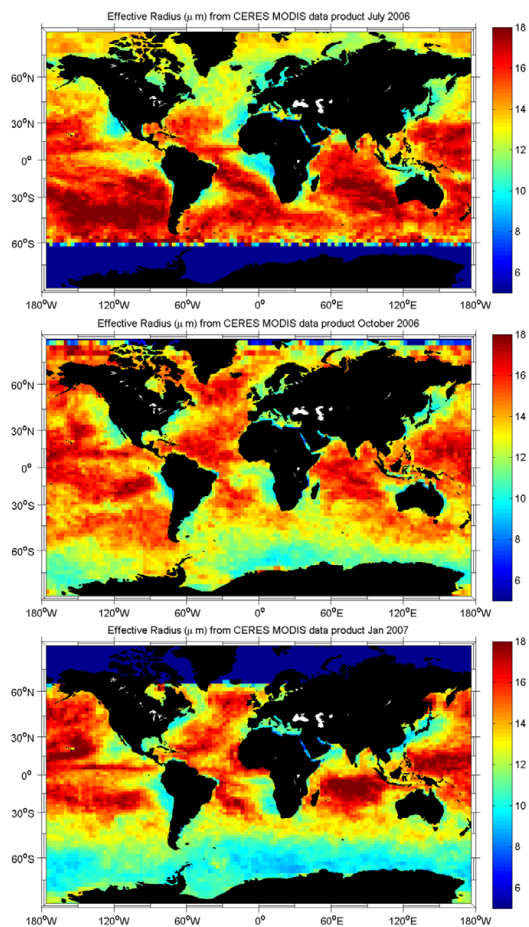 Effective Radius (μ m) from CERES MODIS data product July 2006
18
16
14
12
10
8
6
60°N
30°N
0°
30°S
60°S
180°W 120°W 60°W 0° 60°E 120°E 180°W
Effective Radius (μ m) from CERES MODIS data product October 2006
18
16
14
12
10
8
6
60°N
30°N
0°
30°S
60°S
180°W 120°W 60°W 0° 60°E 120°E 180°W
Effective Radius (μ m) from CERES MODIS data product Jan 2007
18
16
14
12
10
8
6
60°N
30°N
0°
30°S
60°S
180°W 120°W 60°W 0° 60°E 120°E 180°W